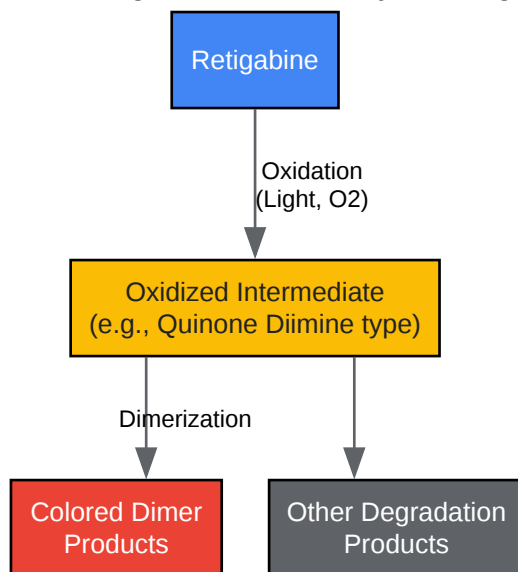 Retigabine
Oxidation
(Light, O2)
Oxidized Intermediate
(e.g., Quinone Diimine type)
Dimerization
Colored Dimer
Products
Other Degradation
Products